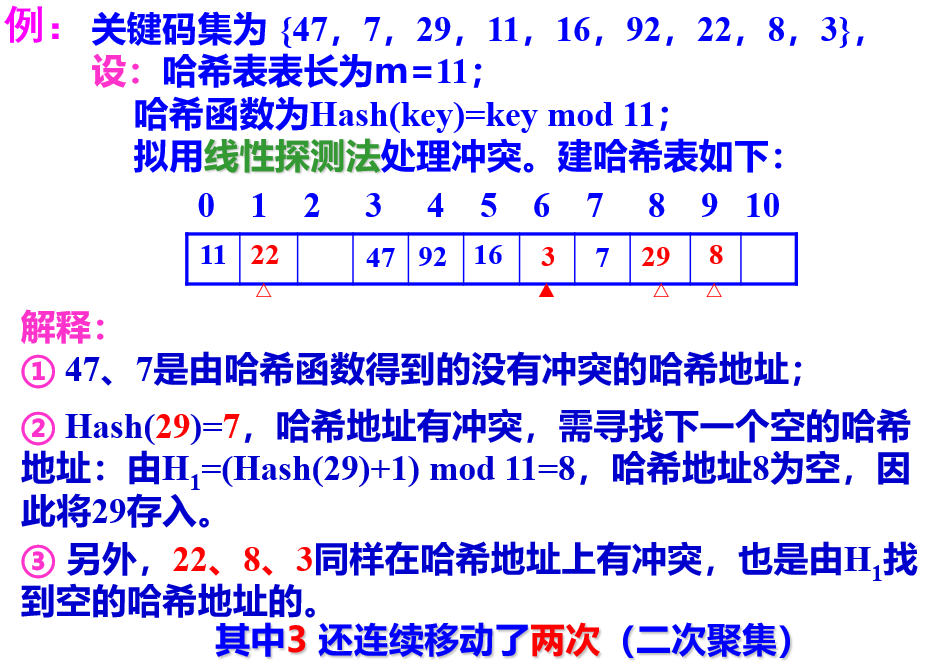 例： 关键码集为 {47，7，29，11，16，92，22，8，3}，
设：哈希表表长为m=11；
哈希函数为Hash(key)=key mod 11；
拟用线性探测法处理冲突。建哈希表如下：
0 1 2 3 4 5 6 7 8 9 10
11 22 47 92 16 3 7 29 8
△ ▲ △ △
解释：
① 47、7是由哈希函数得到的没有冲突的哈希地址；
② Hash(29)=7，哈希地址有冲突，需寻找下一个空的哈希
地址：由H₁=(Hash(29)+1) mod 11=8，哈希地址8为空，因
此将29存入。
③ 另外，22、8、3同样在哈希地址上有冲突，也是由H₁找
到空的哈希地址的。
其中3 还连续移动了两次（二次聚集）